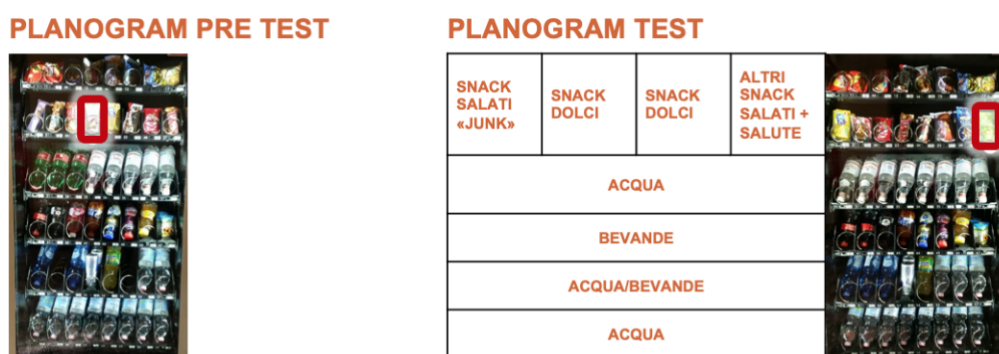 PLANOGRAM PRE TEST
PLANOGRAM TEST
SNACK
SALATI
«JUNK»
SNACK
DOLCI
SNACK
DOLCI
ALTRI
SNACK
SALATI +
SALUTE
ACQUA
BEVANDE
ACQUA/BEVANDE
ACQUA